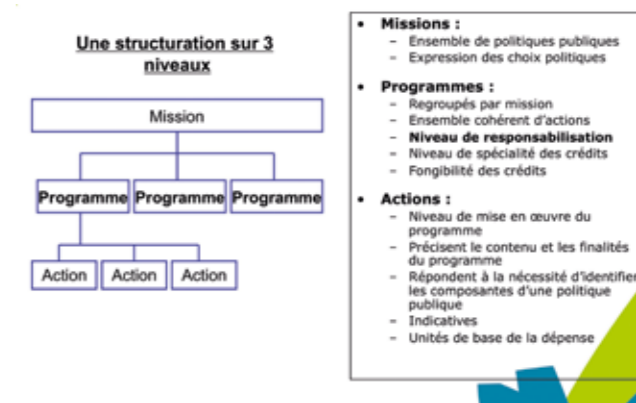 Une structuration sur 3
niveaux
Mission
Programme Programme Programme
Action Action Action
• Missions :
– Ensemble de politiques publiques
– Expression des choix politiques
• Programmes :
– Regroupés par mission
– Ensemble cohérent d'actions
– Niveau de responsabilisation
– Niveau de spécialité des crédits
– Fongibilité des crédits
• Actions :
– Niveau de mise en œuvre du
programme
– Précisent le contenu et les finalités
du programme
– Répondent à la nécessité d'identifier
les composantes d'une politique
publique
– Indicatives
– Unités de base de la dépense